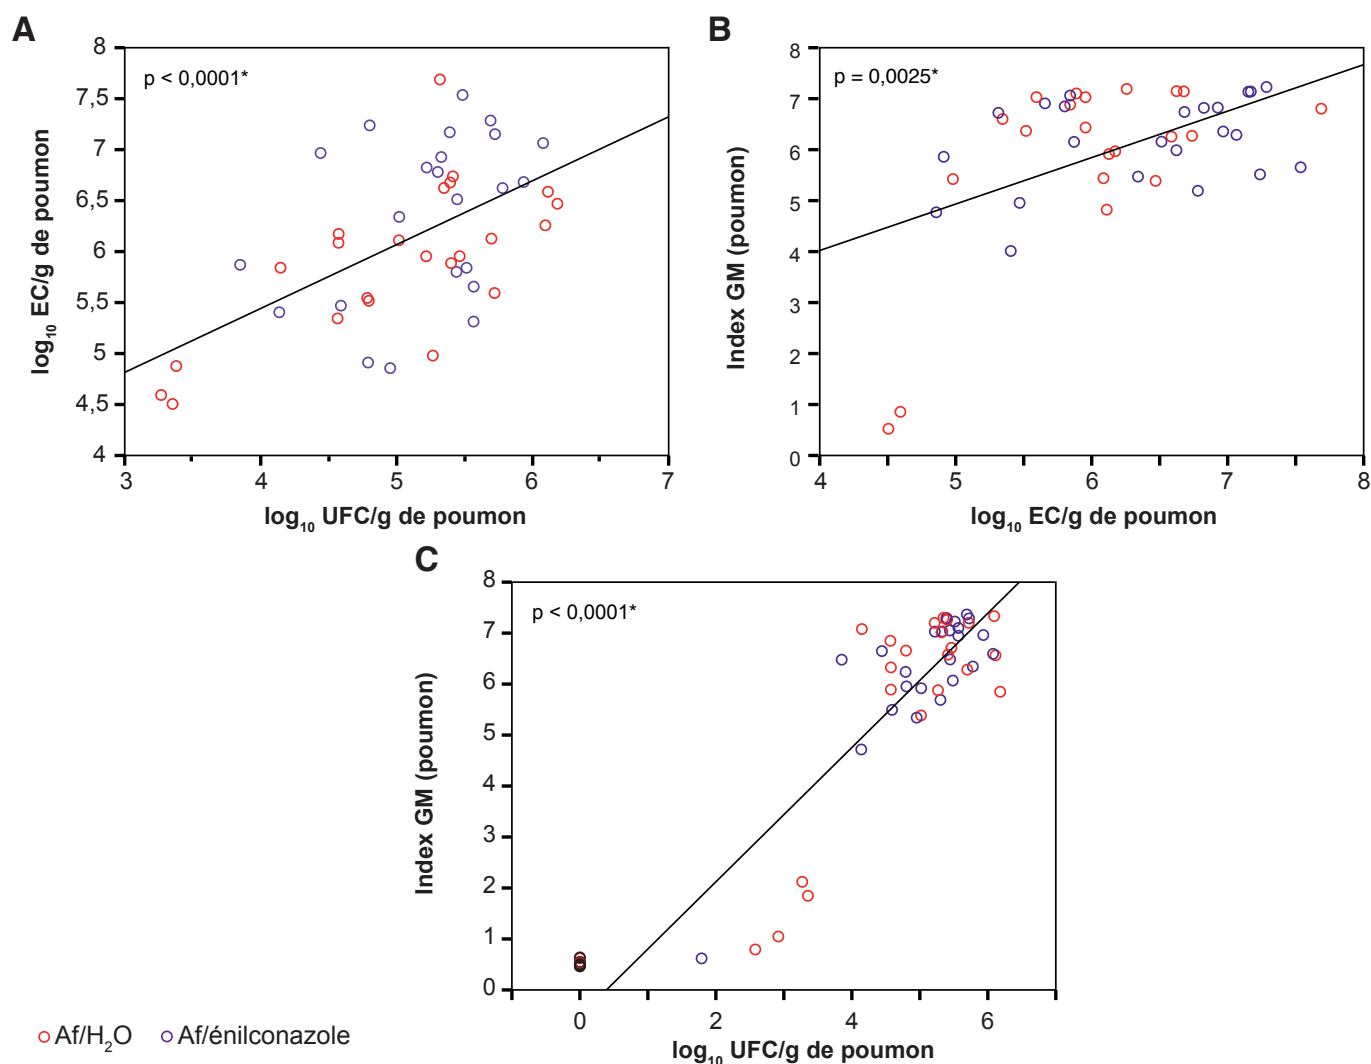 A
p < 0,0001*
log₁₀ EC/g de poumon
8
7,5
7
6,5
6
5,5
5
4,5
4
3 4 5 6 7
log₁₀ UFC/g de poumon
B
p = 0,0025*
Index GM (poumon)
8
7
6
5
4
3
2
1
0
4 5 6 7 8
log₁₀ EC/g de poumon
C
p < 0,0001*
Index GM (poumon)
8
7
6
5
4
3
2
1
0
0 2 4 6
log₁₀ UFC/g de poumon
Af/H₂O Af/énilconazole